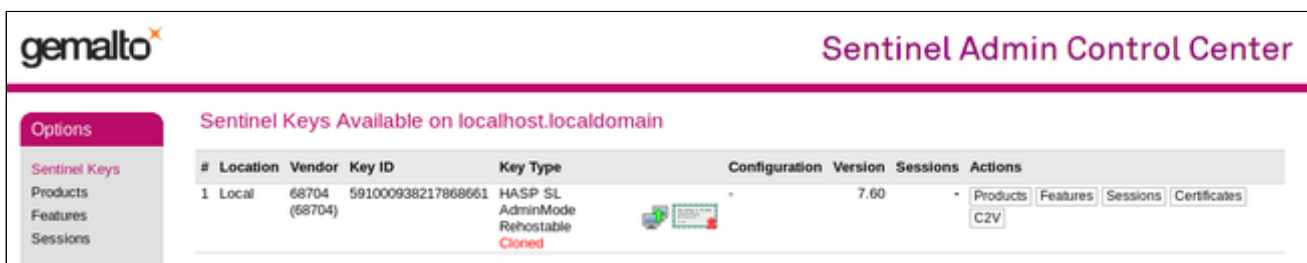 gemalto
Sentinel Admin Control Center
Options
Sentinel Keys
Products
Features
Sessions
Sentinel Keys Available on localhost.localdomain
# Location Vendor Key ID Key Type Configuration Version Sessions Actions
1 Local 68704 591000938217868661 HASP SL - 7.60 - Products Features Sessions Certificates
(68704) AdminMode C2V
Rehostable
Cloned